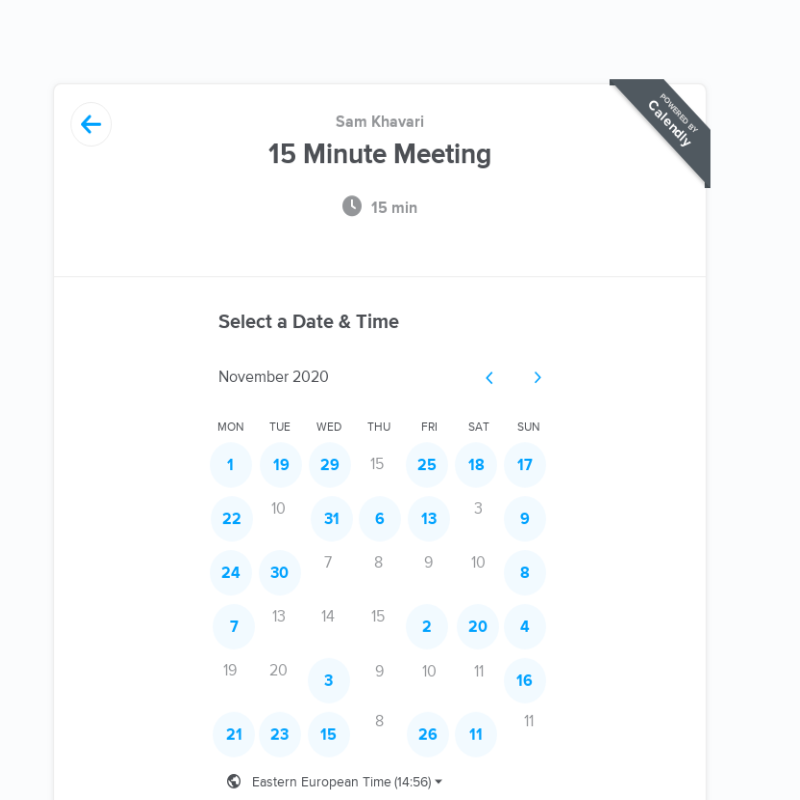 POWERED BY
Calendly
Sam Khavari
15 Minute Meeting
15 min
Select a Date & Time
November 2020
MON TUE WED THU FRI SAT SUN
1 19 29 15 25 18 17
22 10 31 6 13 3 9
24 30 7 8 9 10 8
7 13 14 15 2 20 4
19 20 3 9 10 11 16
21 23 15 8 26 11 11
Eastern European Time (14:56)